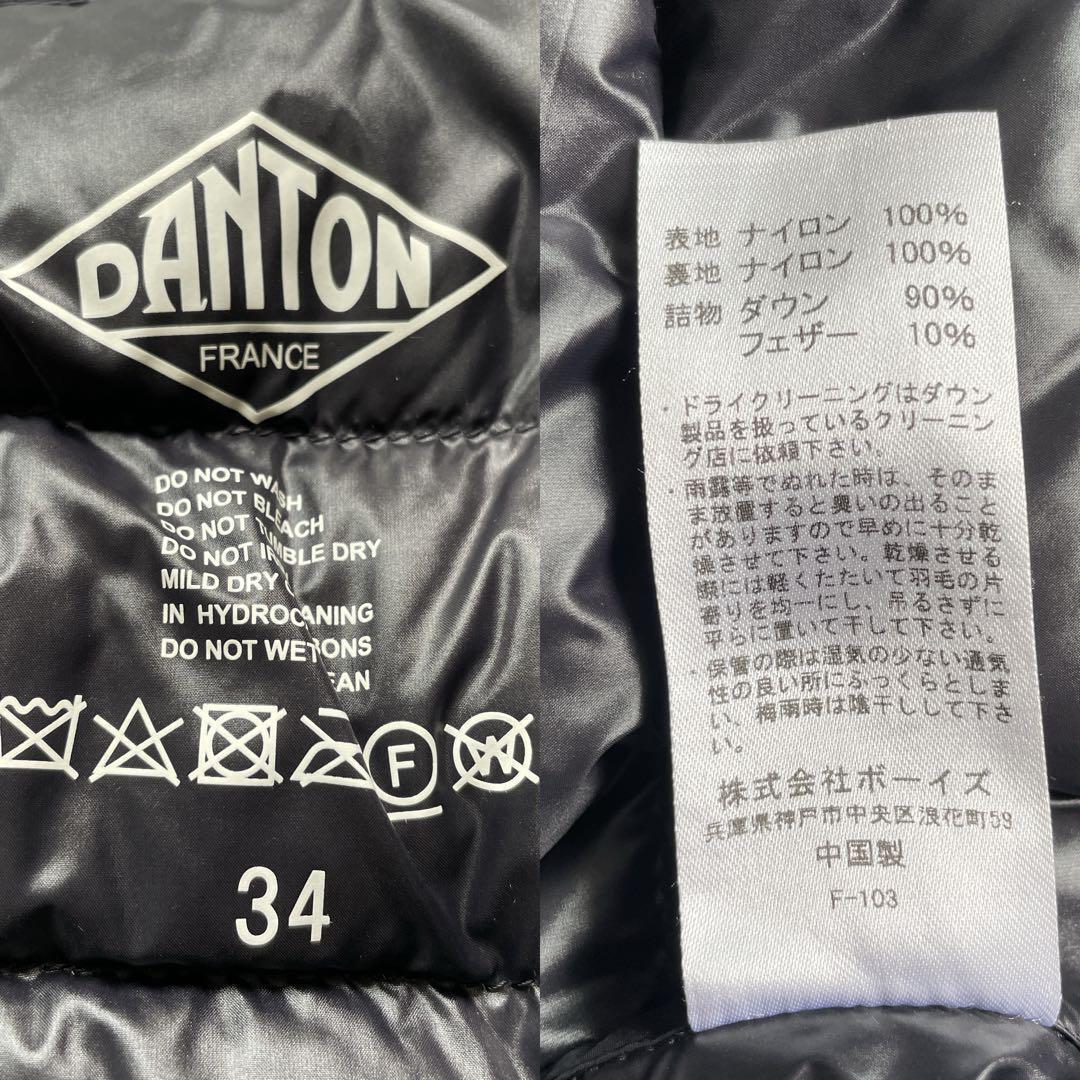 DANTON
FRANCE
DO NOT WASH
DO NOT BLEACH
DO NOT TUMBLE DRY
DO NOT
MILD DRY
IN HYDROC
DO NOT WET
34
F
W
表地 ナイロン 100%
裏地 ナイロン 100%
詰物 ダウン 90%
フェザー 10%
・ドライクリーニングはダウン
製品を扱っているクリーニン
グ店に依頼下さい。
・雨露等でぬれた時は、そのま
ま放置すると臭いの出ること
がありますので早めに十分乾
燥させて下さい。乾燥させる
際には軽くたたいて羽毛の片
寄りを均一にし、吊るさずに
平らに置いて干して下さい。
・保管の際は湿気の少ない通気
性の良い所にふっくらとしま
い、梅雨時は陰干しして下さ
い。
株式会社ボーイズ
兵庫県神戸市中央区浪花町59
中国製
F-103